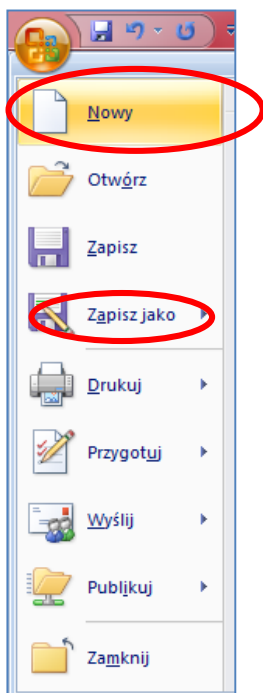 Nowy
Otwórz
Zapisz
Zapisz jako
Drukuj
Przygotuj
Wyślij
Publikuj
Zamknij